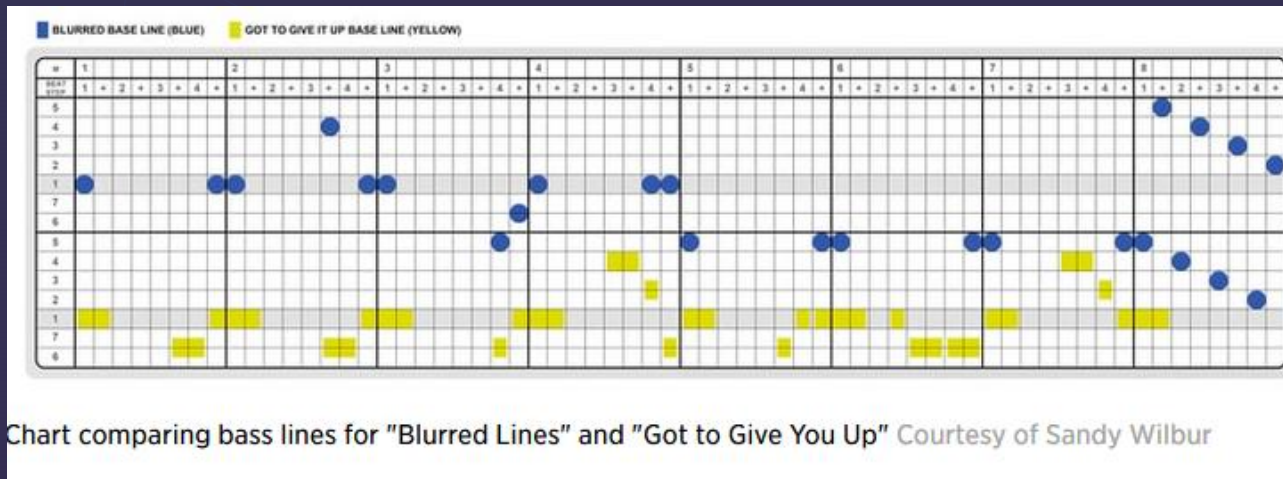 BLURRED BASE LINE (BLUE) GOT TO GIVE IT UP BASE LINE (YELLOW)
1 2 3 4 5 6 7 8
BEAT 1 + 2 + 3 + 4 + 1 + 2 + 3 + 4 + 1 + 2 + 3 + 4 + 1 + 2 + 3 + 4 + 1 + 2 + 3 + 4 + 1 + 2 + 3 + 4 + 1 + 2 + 3 + 4 + 1 + 2 + 3 + 4 +
STEP
5
4
3
2
1
7
6
5
4
3
2
1
7
6
Chart comparing bass lines for "Blurred Lines" and "Got to Give You Up" Courtesy of Sandy Wilbur